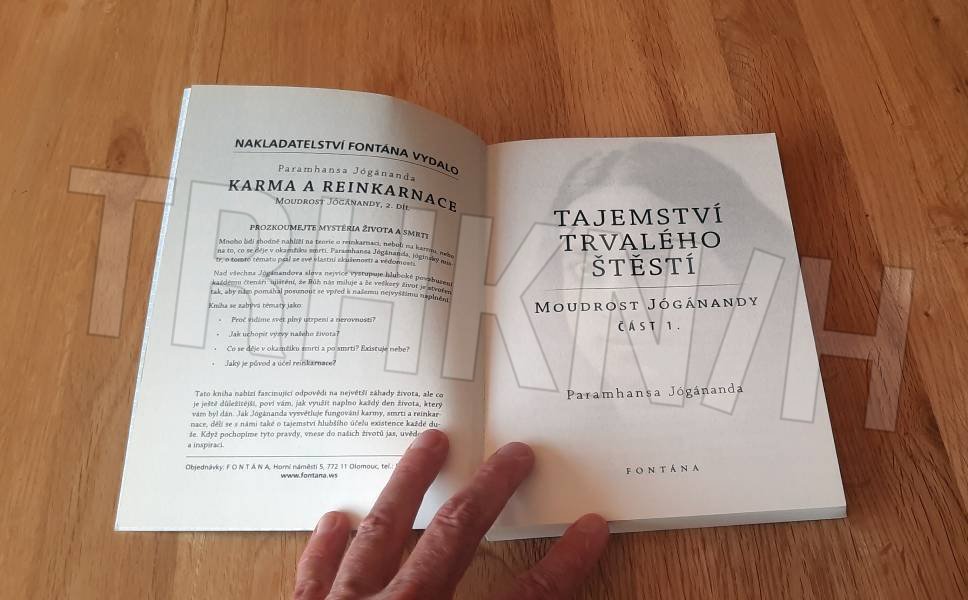 NAKLADATELSTVÍ FONTÁNA VYDALO
Paramhansa Jógánanda
KARMA A REINKARNACE
MOUDROST JÓGÁNANDY, 2. DÍL
PROZKOUMEJTE MYSTÉRIA ŽIVOTA A SMRTI
Mnoho lidí shodně nahlíží na teorie o reinkarnaci, neboli na karmu, nebo
na to, co se děje v okamžiku smrti. Paramhansa Jógánanda, jógínský mis-
tr, o tomto tématu psal se své vlastní zkušenosti a vědomostí.
Nad všechna Jógánandova slova nejvíce vystupuje hluboké povzbuzení
každému čtenáři: ujištění, že Bůh nás miluje a že veškerý život je stvořen
tak, aby nám pomáhal posunout se vpřed k našemu nejvyššímu naplnění.
Kniha se zabývá tématy jako:
• Proč vidíme svět plný utrpení a nerovností?
• Jak uchopit výzvy našeho života?
• Co se děje v okamžiku smrti a po smrti? Existuje nebe?
• Jaký je původ a účel reinkarnace?
Tato kniha nabízí fascinující odpovědi na největší záhady života, ale co
je ještě důležitější, poví vám, jak využít naplno každý den života, který
vám byl dán. Jak Jógánanda vysvětluje fungování karmy, smrti a reinkar-
nace, dělí se s námi také o tajemství hlubšího účelu existence každé du-
še. Když pochopíme tyto pravdy, vnese do našich životů jas,
a inspiraci.
Objednávky: FONTÁNA, Horní náměstí 5, 772 11 Olomouc, tel.:
www.fontana.ws
TAJEMSTVÍ
TRVALÉHO
ŠTĚSTÍ
MOUDROST JÓGÁNANDY
ČÁST 1.
Paramhansa Jógánanda
FONTÁNA
TRHKNIH